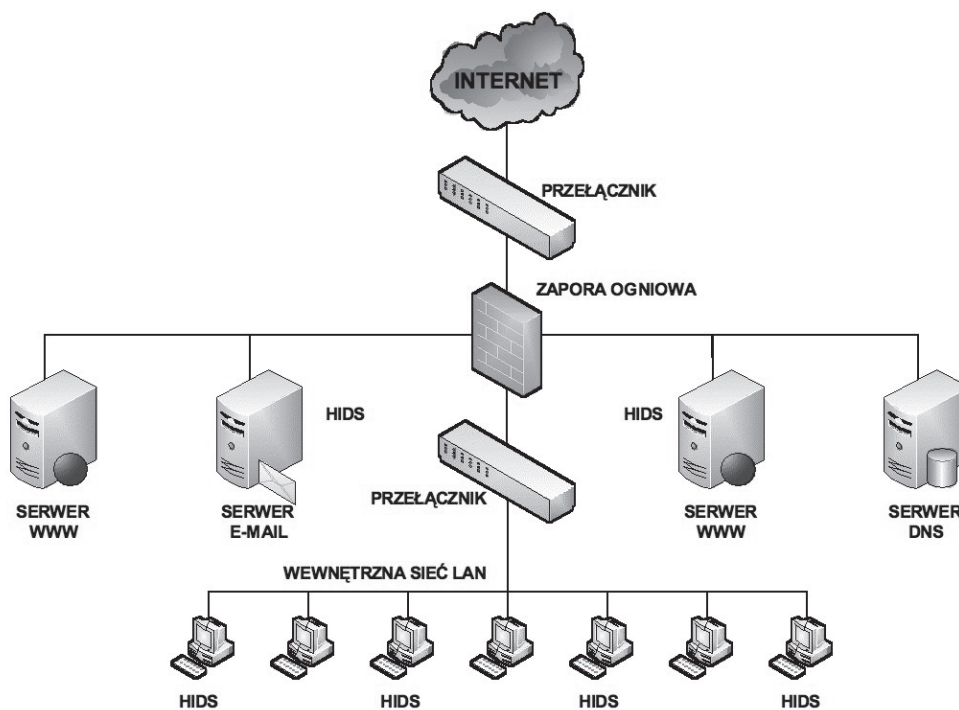 INTERNET
PRZEŁĄCZNIK
ZAPORA OGNIOWA
HIDS
HIDS
SERWER
WWW
SERWER
E-MAIL
PRZEŁĄCZNIK
SERWER
WWW
SERWER
DNS
WEWNĘTRZNA SIEĆ LAN
HIDS
HIDS
HIDS
HIDS